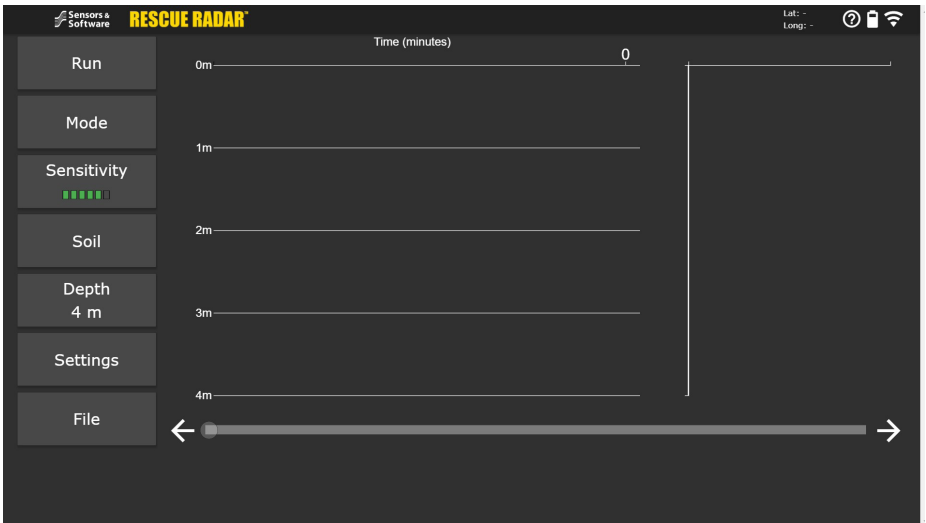 Sensors &
Software
RESCUE RADAR™
Lat: -
Long: -
Run
Mode
Sensitivity
Soil
Depth
4 m
Settings
File
Time (minutes)
0
0m
1m
2m
3m
4m